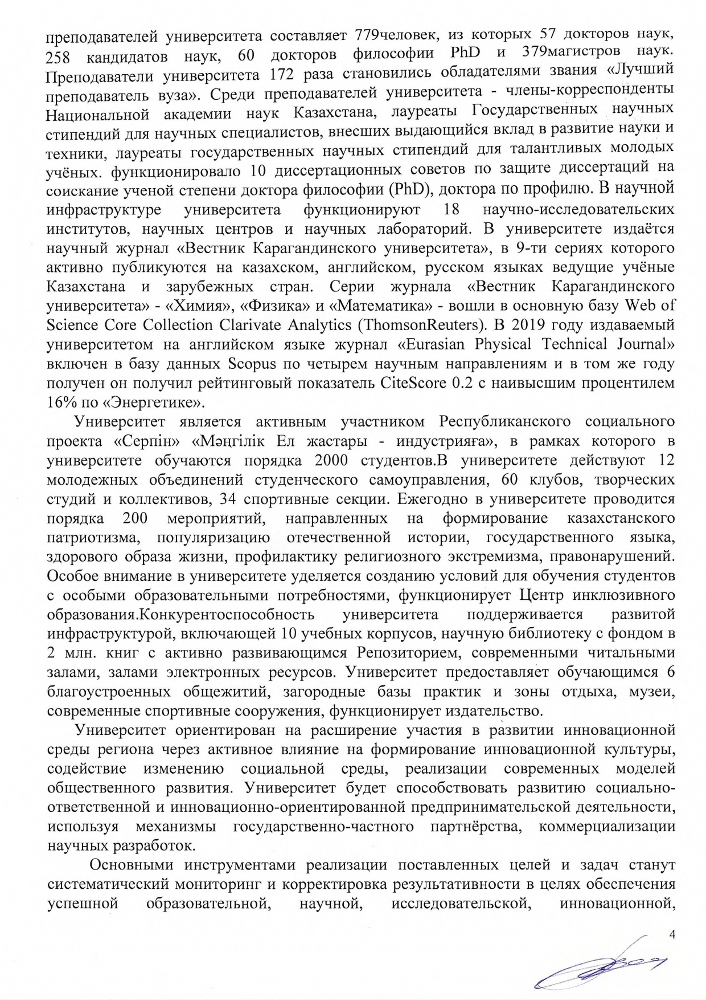 преподавателей университета составляет 779человек, из которых 57 докторов наук,
258 кандидатов наук, 60 докторов философии PhD и 379магистров наук.
Преподаватели университета 172 раза становились обладателями звания «Лучший
преподаватель вуза». Среди преподавателей университета - члены-корреспонденты
Национальной академии наук Казахстана, лауреаты Государственных научных
стипендий для научных специалистов, внесших выдающийся вклад в развитие науки и
техники, лауреаты государственных научных стипендий для талантливых молодых
учёных. функционировало 10 диссертационных советов по защите диссертаций на
соискание ученой степени доктора философии (PhD), доктора по профилю. В научной
инфраструктуре университета функционируют 18 научно-исследовательских
институтов, научных центров и научных лабораторий. В университете издаётся
научный журнал «Вестник Карагандинского университета», в 9-ти сериях которого
активно публикуются на казахском, английском, русском языках ведущие учёные
Казахстана и зарубежных стран. Серии журнала «Вестник Карагандинского
университета» - «Химия», «Физика» и «Математика» - вошли в основную базу Web of
Science Core Collection Clarivate Analytics (ThomsonReuters). В 2019 году издаваемый
университетом на английском языке журнал «Eurasian Physical Technical Journal»
включен в базу данных Scopus по четырем научным направлениям и в том же году
получен он получил рейтинговый показатель CiteScore 0.2 с наивысшим процентилем
16% по «Энергетике».
Университет является активным участником Республиканского социального
проекта «Серпін» «Мәңгілік Ел жастары - индустрияға», в рамках которого в
университете обучаются порядка 2000 студентов.В университете действуют 12
молодежных объединений студенческого самоуправления, 60 клубов, творческих
студий и коллективов, 34 спортивные секции. Ежегодно в университете проводится
порядка 200 мероприятий, направленных на формирование казахстанского
патриотизма, популяризацию отечественной истории, государственного языка,
здорового образа жизни, профилактику религиозного экстремизма, правонарушений.
Особое внимание в университете уделяется созданию условий для обучения студентов
с особыми образовательными потребностями, функционирует Центр инклюзивного
образования.Конкурентоспособность университета поддерживается развитой
инфраструктурой, включающей 10 учебных корпусов, научную библиотеку с фондом в
2 млн. книг с активно развивающимся Репозиторием, современными читальными
залами, залами электронных ресурсов. Университет предоставляет обучающимся 6
благоустроенных общежитий, загородные базы практик и зоны отдыха, музеи,
современные спортивные сооружения, функционирует издательство.
Университет ориентирован на расширение участия в развитии инновационной
среды региона через активное влияние на формирование инновационной культуры,
содействие изменению социальной среды, реализации современных моделей
общественного развития. Университет будет способствовать развитию социально-
ответственной и инновационно-ориентированной предпринимательской деятельности,
используя механизмы государственно-частного партнёрства, коммерциализации
научных разработок.
Основными инструментами реализации поставленных целей и задач станут
систематический мониторинг и корректировка результативности в целях обеспечения
успешной образовательной, научной, исследовательской, инновационной,
4